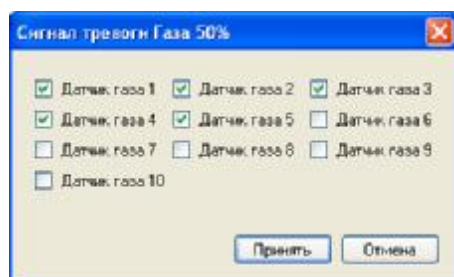 Сигнал тревоги Газа 50%
Датчик газа 1 Датчик газа 2 Датчик газа 3
Датчик газа 4 Датчик газа 5 Датчик газа 6
Датчик газа 7 Датчик газа 8 Датчик газа 9
Датчик газа 10
Принять Отмена